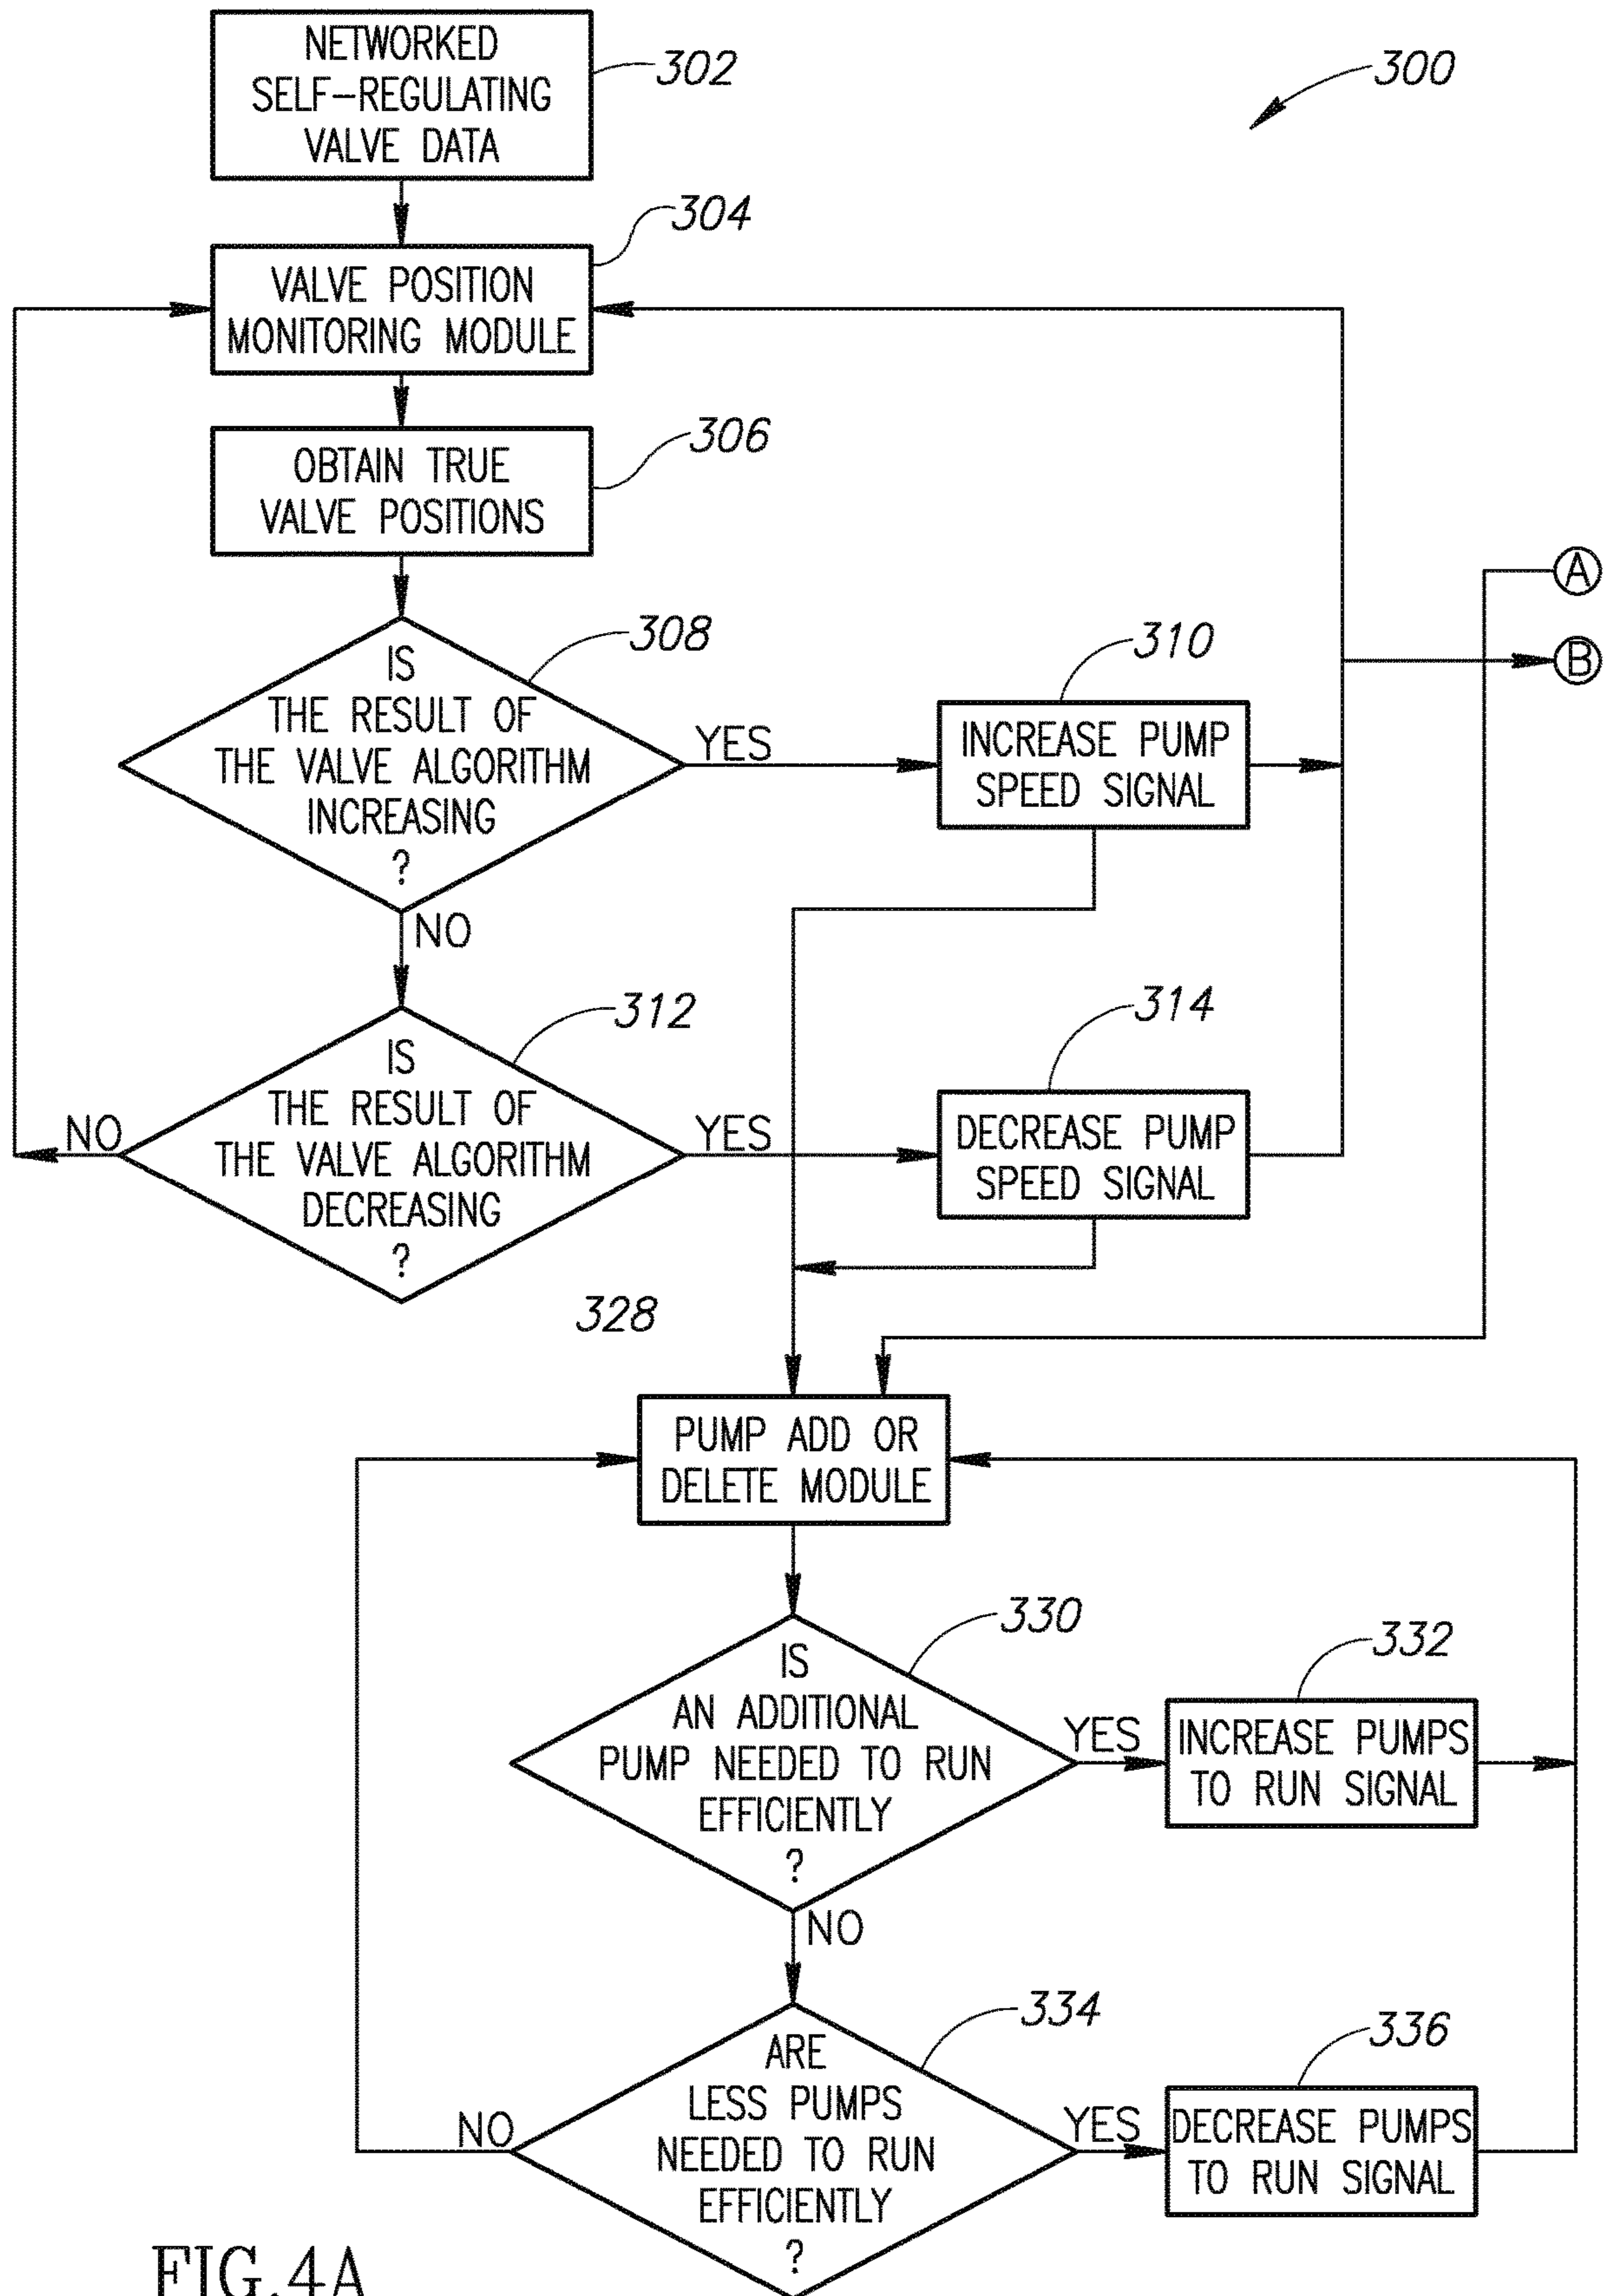 NETWORKED
SELF-REGULATING
VALVE DATA
302
300
304
VALVE POSITION
MONITORING MODULE
306
OBTAIN TRUE
VALVE POSITIONS
A
B
308
IS
THE RESULT OF
THE VALVE ALGORITHM
INCREASING
?
YES
310
INCREASE PUMP
SPEED SIGNAL
NO
312
IS
THE RESULT OF
THE VALVE ALGORITHM
DECREASING
?
NO
YES
314
DECREASE PUMP
SPEED SIGNAL
328
PUMP ADD OR
DELETE MODULE
330
IS
AN ADDITIONAL
PUMP NEEDED TO RUN
EFFICIENTLY
?
YES
332
INCREASE PUMPS
TO RUN SIGNAL
NO
334
ARE
LESS PUMPS
NEEDED TO RUN
EFFICIENTLY
?
NO
YES
336
DECREASE PUMPS
TO RUN SIGNAL
FIG.4A